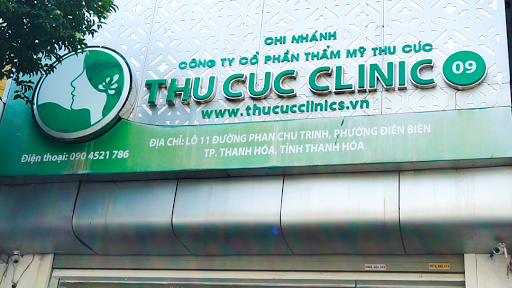 CHI NHÁNH
CÔNG TY CỔ PHẦN THẨM MỸ THU CÚC
THU CUC CLINIC 09
www.thucucclinics.vn
ĐỊA CHỈ: LÔ 11 ĐƯỜNG PHAN CHU TRINH, PHƯỜNG ĐIỆN BIÊN
TP. THANH HÓA, TỈNH THANH HÓA
Điện thoại: 090 4521 786